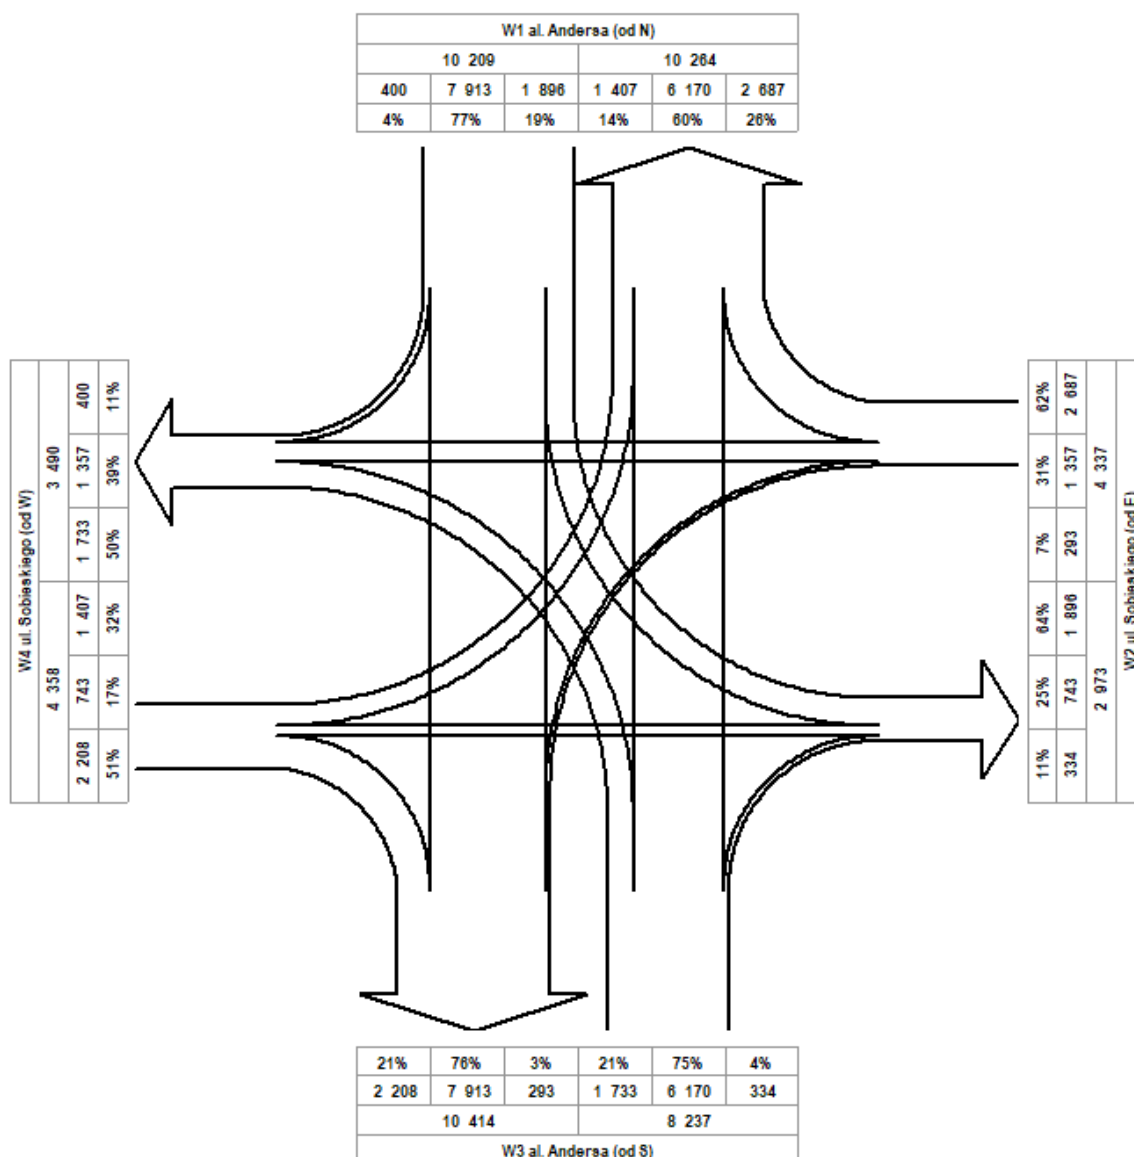 W1 al. Andersa (od N)
10 209 10 264
400 7 913 1 896 1 407 6 170 2 687
4% 77% 19% 14% 60% 26%
W4 ul. Sobieskiego (od W)
3 490 4 358
400 1 357 1 733 1 407 743 2 208
11% 39% 50% 32% 17% 51%
62% 31% 7% 64% 25% 11%
2 687 1 357 293 1 896 743 334
4 337 2 973
W2 ul. Sobieskiego (od E)
21% 76% 3% 21% 75% 4%
2 208 7 913 293 1 733 6 170 334
10 414 8 237
W3 al. Andersa (od S)